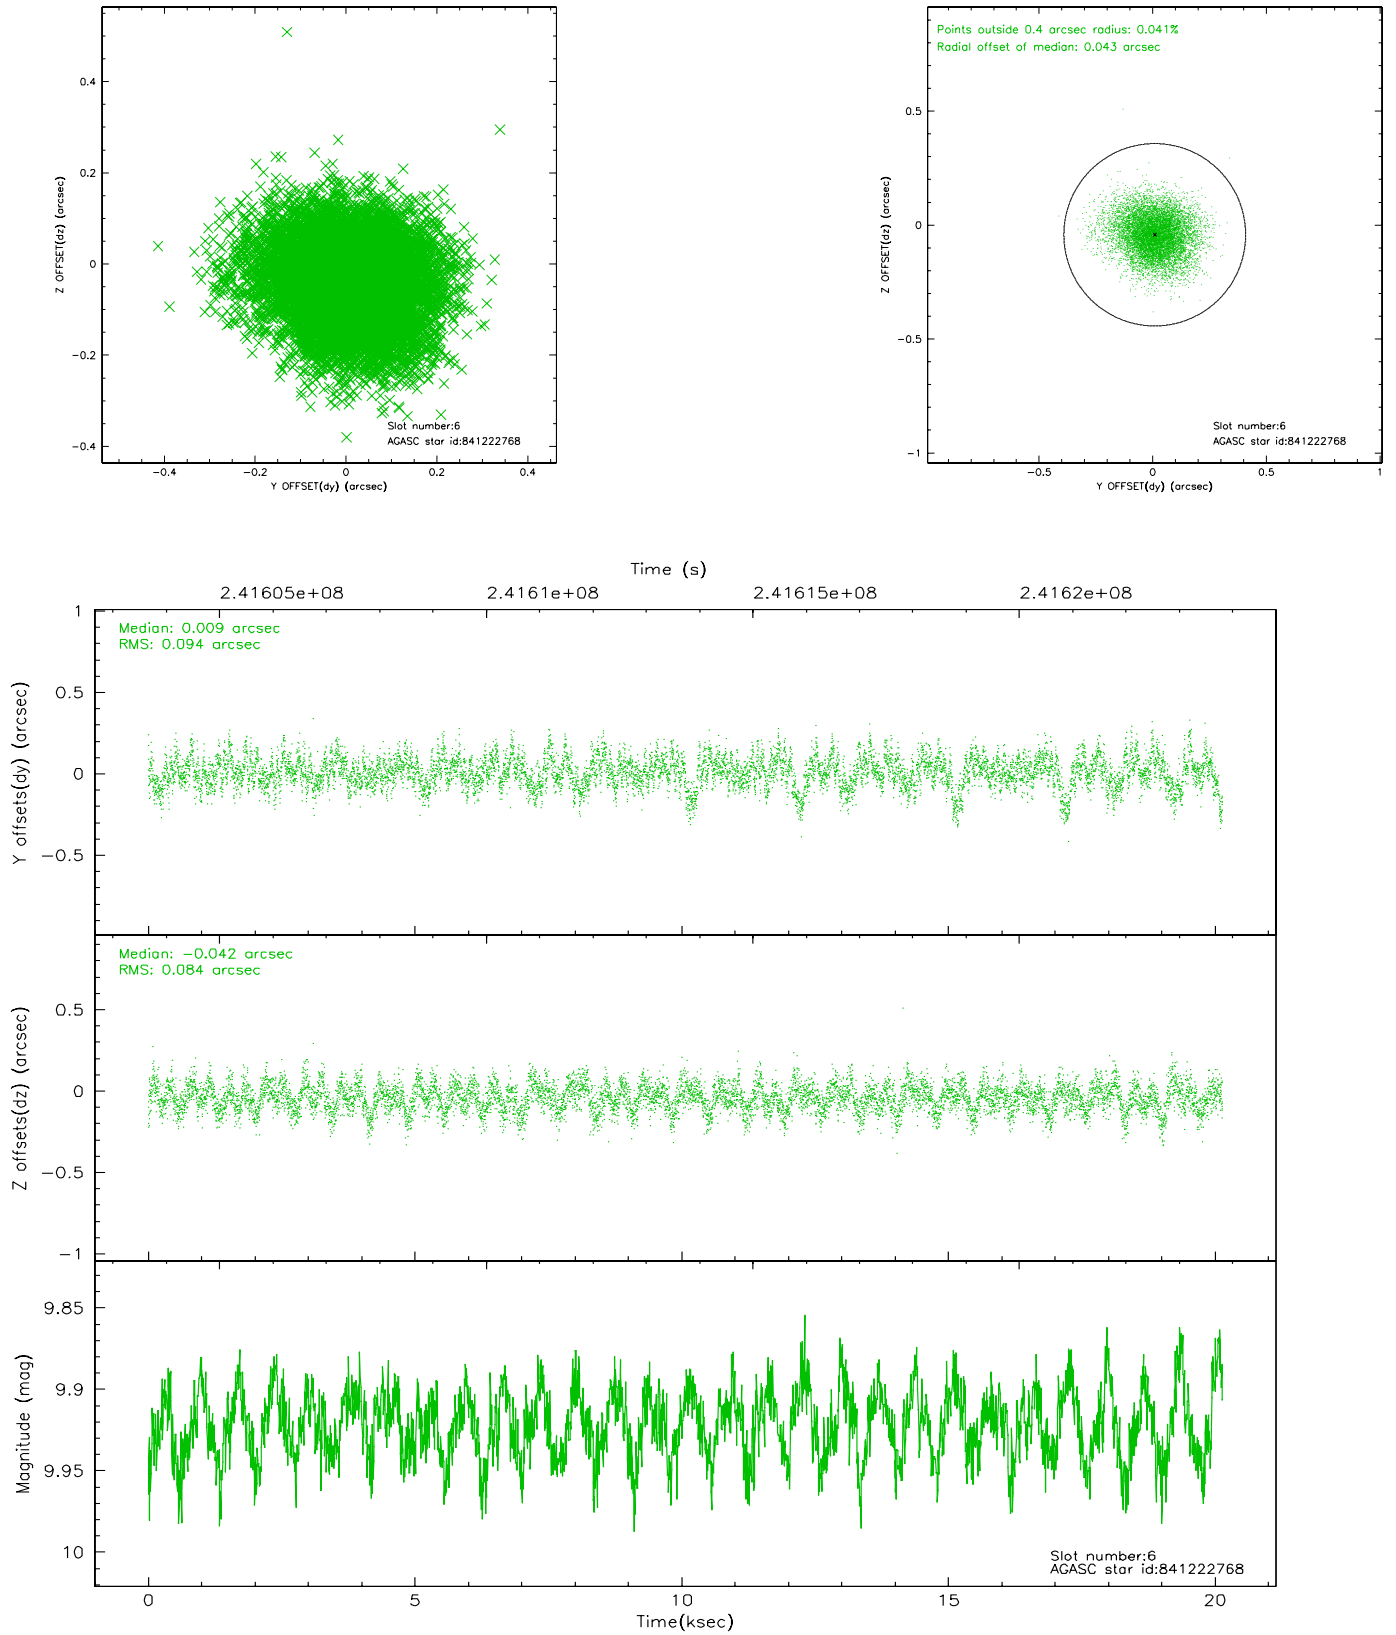 0.4
0.2
0
−0.2
−0.4
Z OFFSET(dz) (arcsec)
−0.4
−0.2
0
0.2
0.4
Y OFFSET(dy) (arcsec)
Slot number:6
AGASC star id:841222768
Points outside 0.4 arcsec radius: 0.041%
Radial offset of median: 0.043 arcsec
0.5
0
−0.5
−1
Z OFFSET(dz) (arcsec)
−0.5
0
0.5
1
Y OFFSET(dy) (arcsec)
Slot number:6
AGASC star id:841222768
Time (s)
2.41605e+08
2.4161e+08
2.41615e+08
2.4162e+08
Median: 0.009 arcsec
RMS: 0.094 arcsec
1
0.5
0
−0.5
Y offsets(dy) (arcsec)
Median: −0.042 arcsec
RMS: 0.084 arcsec
0.5
0
−0.5
−1
Z offsets(dz) (arcsec)
9.85
9.9
9.95
10
Magnitude (mag)
Slot number:6
AGASC star id:841222768
0
5
10
15
20
Time(ksec)